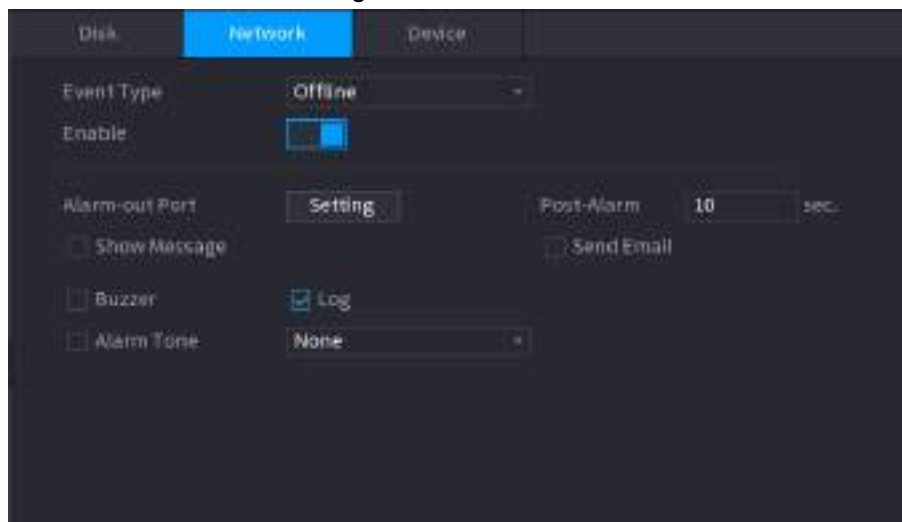 Disk Network Device
Event Type Offline
Enable
Alarm-out Port Setting Post-Alarm 10 sec.
Show Message Send Email
Buzzer Log
Alarm Tone None